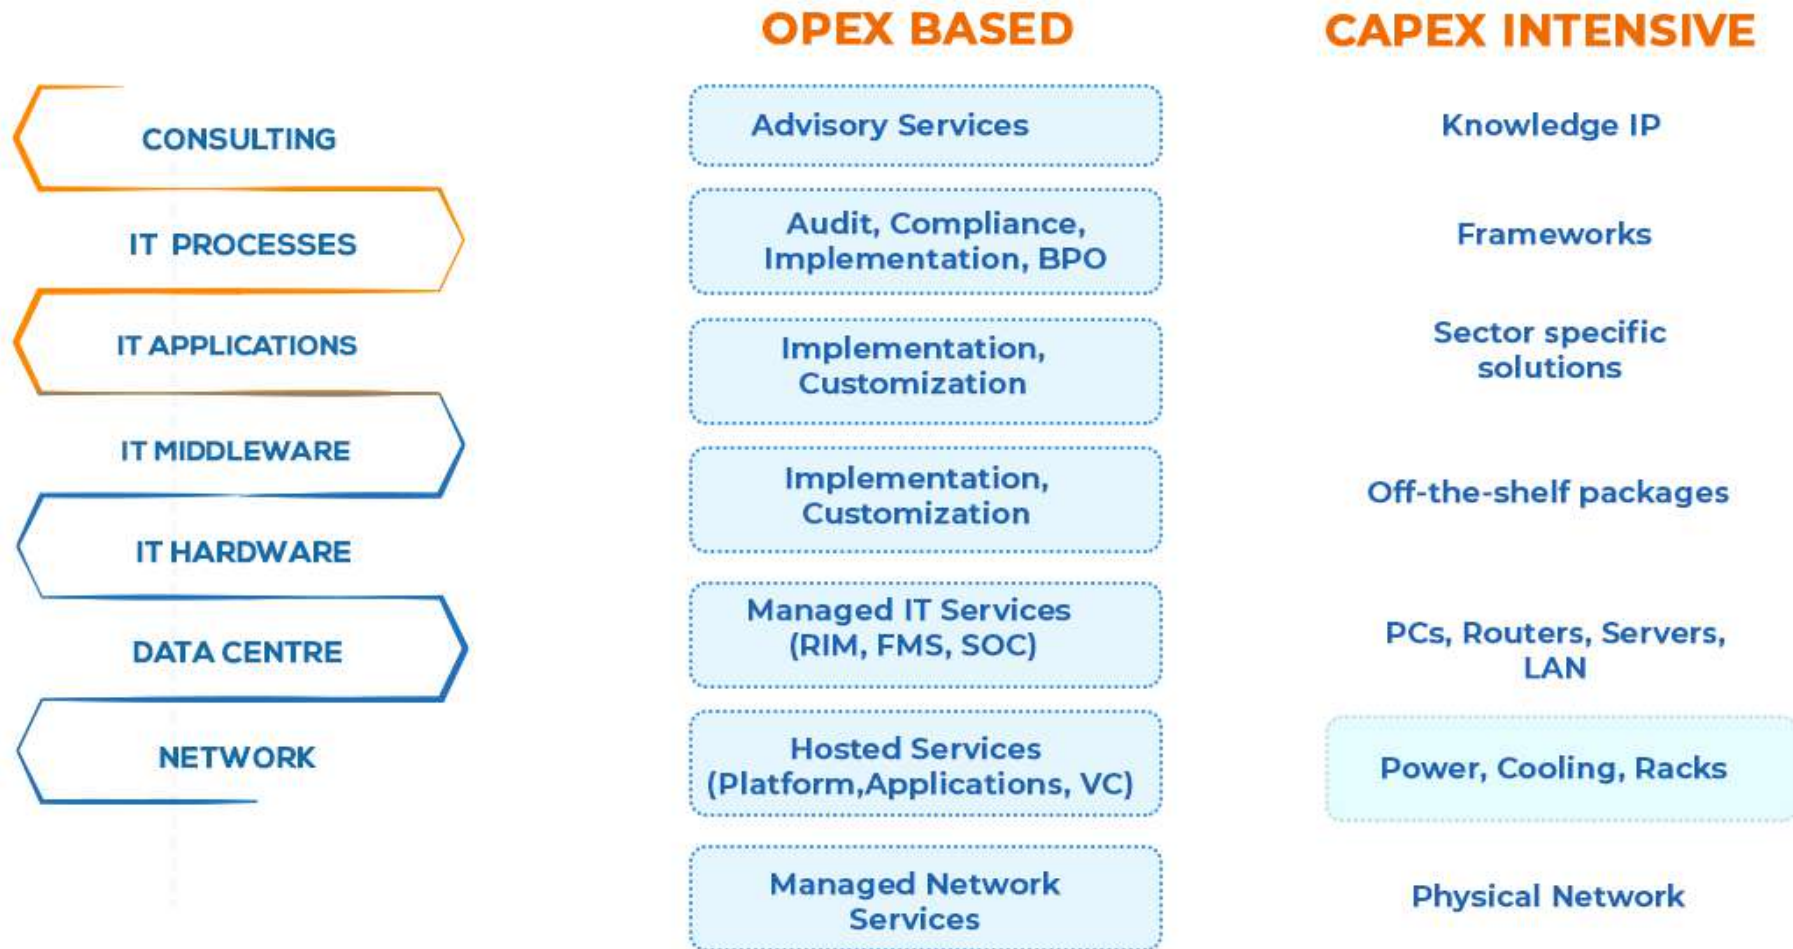 OPEX BASED
CAPEX INTENSIVE
CONSULTING
IT PROCESSES
IT APPLICATIONS
IT MIDDLEWARE
IT HARDWARE
DATA CENTRE
NETWORK
Advisory Services
Audit, Compliance,
Implementation, BPO
Implementation,
Customization
Implementation,
Customization
Managed IT Services
(RIM, FMS, SOC)
Hosted Services
(Platform,Applications, VC)
Managed Network
Services
Knowledge IP
Frameworks
Sector specific
solutions
Off-the-shelf packages
PCs, Routers, Servers,
LAN
Power, Cooling, Racks
Physical Network